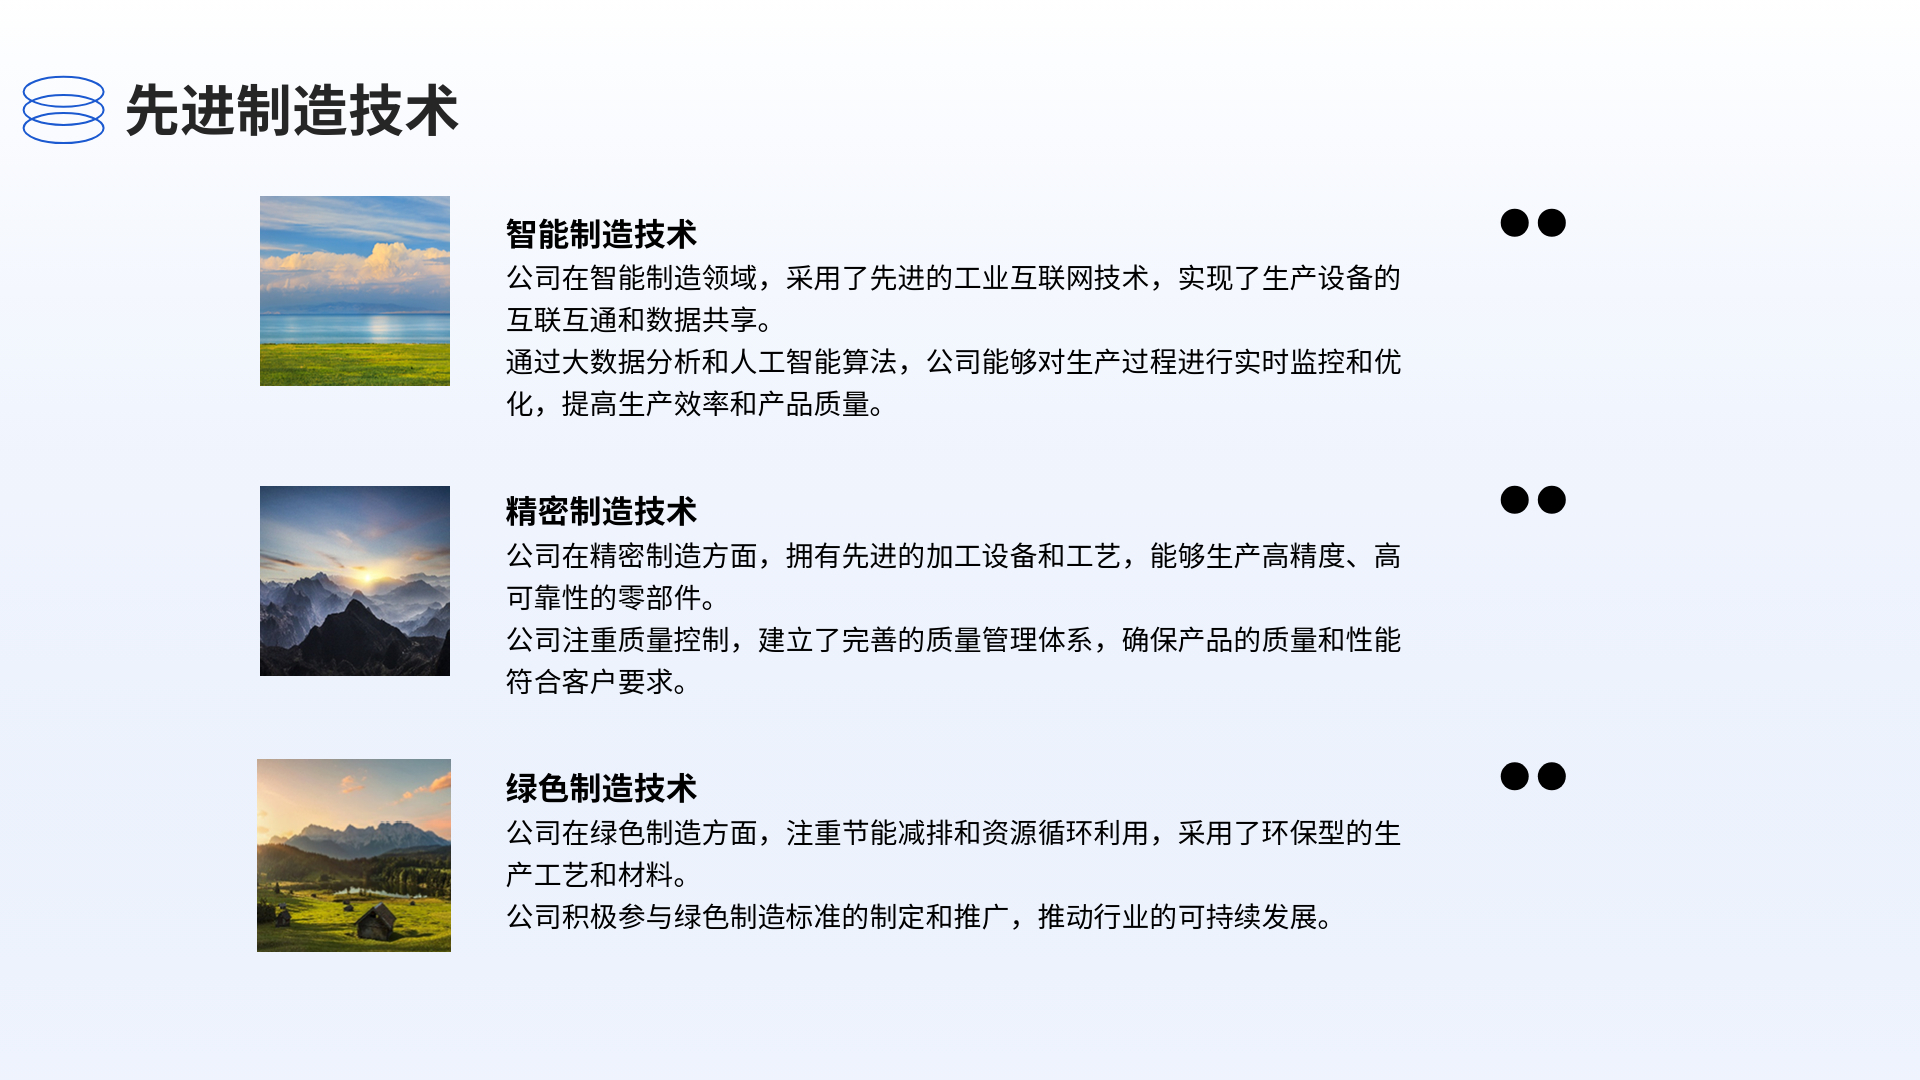 先进制造技术
智能制造技术
公司在智能制造领域，采用了先进的工业互联网技术，实现了生产设备的
互联互通和数据共享。
通过大数据分析和人工智能算法，公司能够对生产过程进行实时监控和优
化，提高生产效率和产品质量。
精密制造技术
公司在精密制造方面，拥有先进的加工设备和工艺，能够生产高精度、高
可靠性的零部件。
公司注重质量控制，建立了完善的质量管理体系，确保产品的质量和性能
符合客户要求。
绿色制造技术
公司在绿色制造方面，注重节能减排和资源循环利用，采用了环保型的生
产工艺和材料。
公司积极参与绿色制造标准的制定和推广，推动行业的可持续发展。